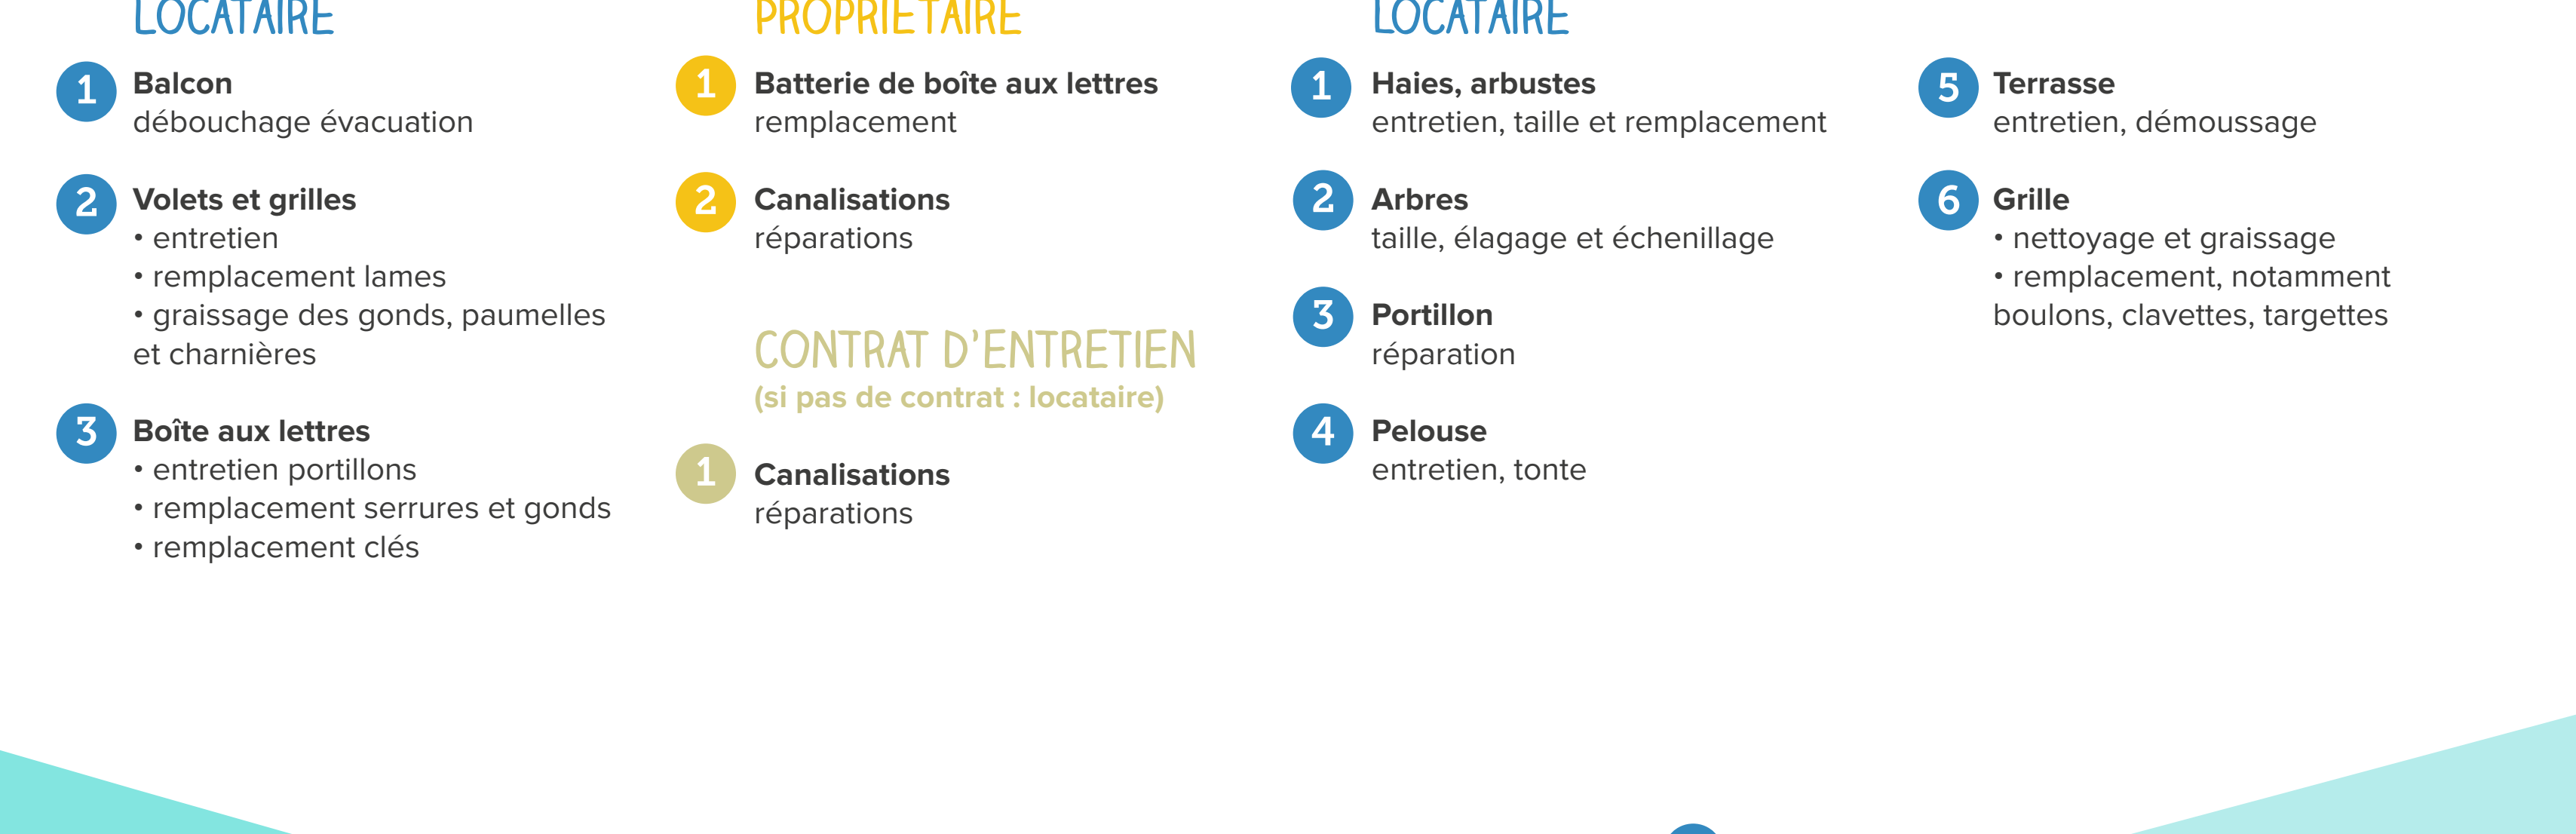 LOCATAIRE
1 Balcon
débouchage évacuation
2 Volets et grilles
• entretien
• remplacement lames
• graissage des gonds, paumelles
et charnières
3 Boîte aux lettres
• entretien portillons
• remplacement serrures et gonds
• remplacement clés
PROPRIÉTAIRE
1 Batterie de boîte aux lettres
remplacement
2 Canalisations
réparations
CONTRAT D'ENTRETIEN
(si pas de contrat : locataire)
1 Canalisations
réparations
LOCATAIRE
1 Haies, arbustes
entretien, taille et remplacement
2 Arbres
taille, élagage et échenillage
3 Portillon
réparation
4 Pelouse
entretien, tonte
5 Terrasse
entretien, démoussage
6 Grille
• nettoyage et graissage
• remplacement, notamment
boulons, clavettes, targettes